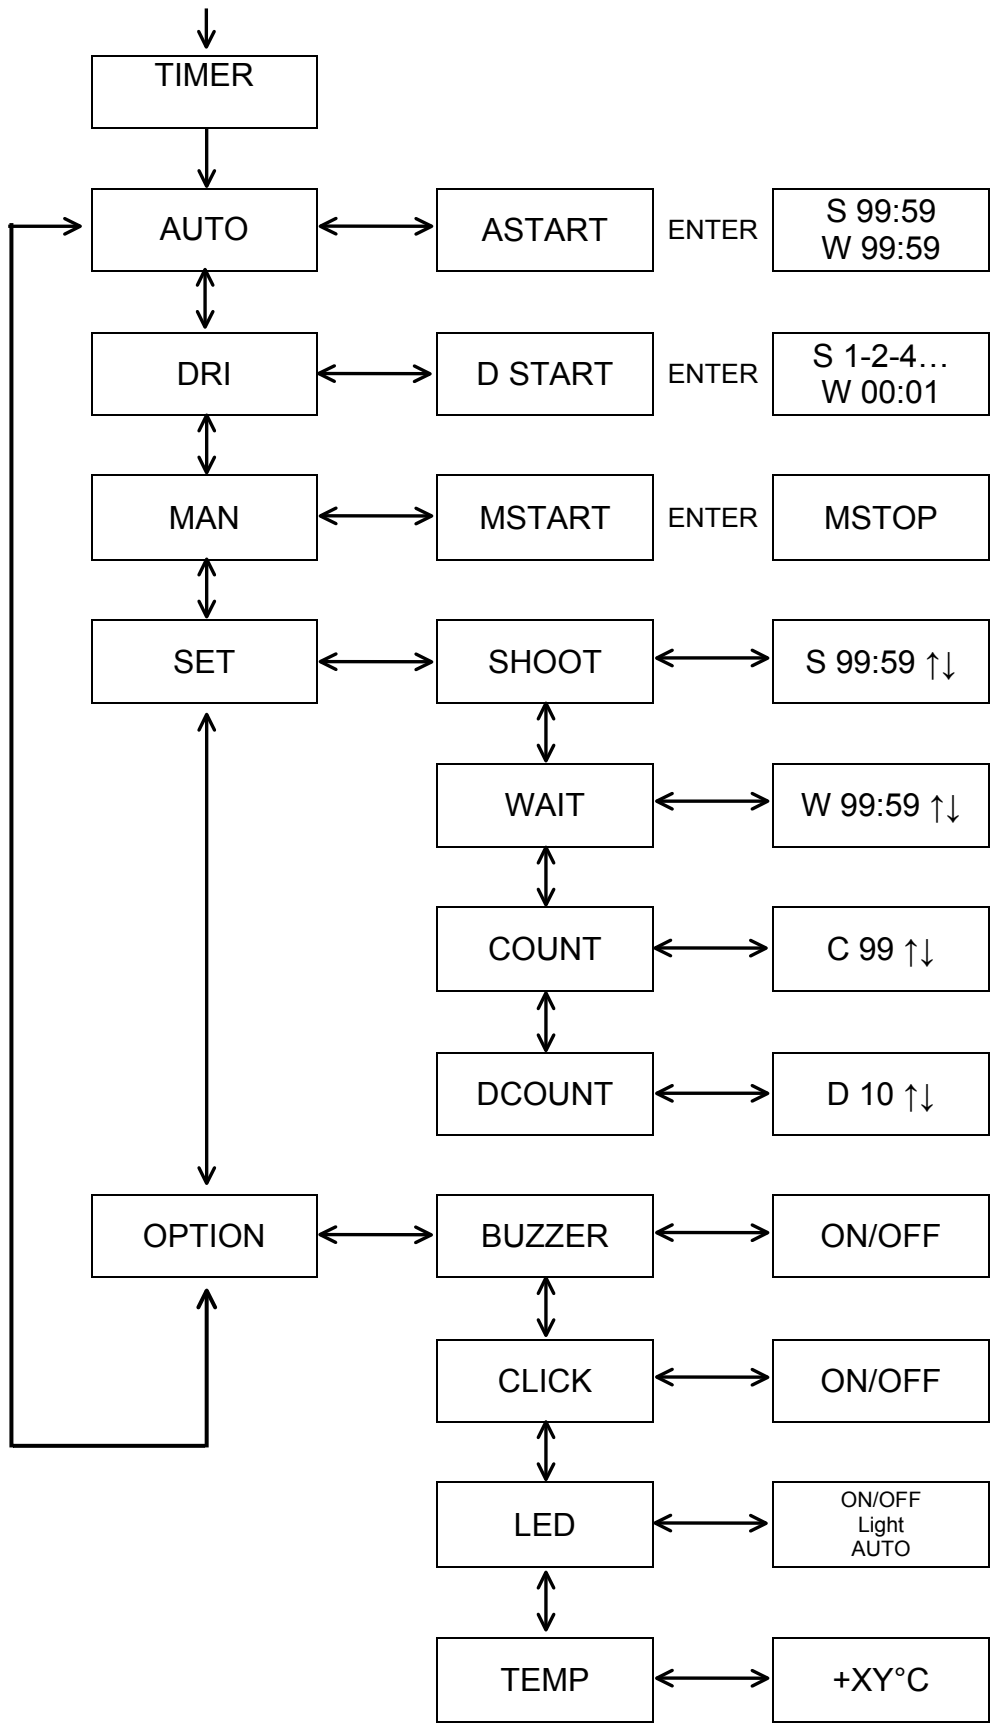 TIMER
AUTO
ASTART
ENTER
S 99:59
W 99:59
DRI
D START
ENTER
S 1-2-4…
W 00:01
MAN
MSTART
ENTER
MSTOP
SET
SHOOT
S 99:59 ↑↓
WAIT
W 99:59 ↑↓
COUNT
C 99 ↑↓
DCOUNT
D 10 ↑↓
OPTION
BUZZER
ON/OFF
CLICK
ON/OFF
LED
ON/OFF
Light
AUTO
TEMP
+XY°C